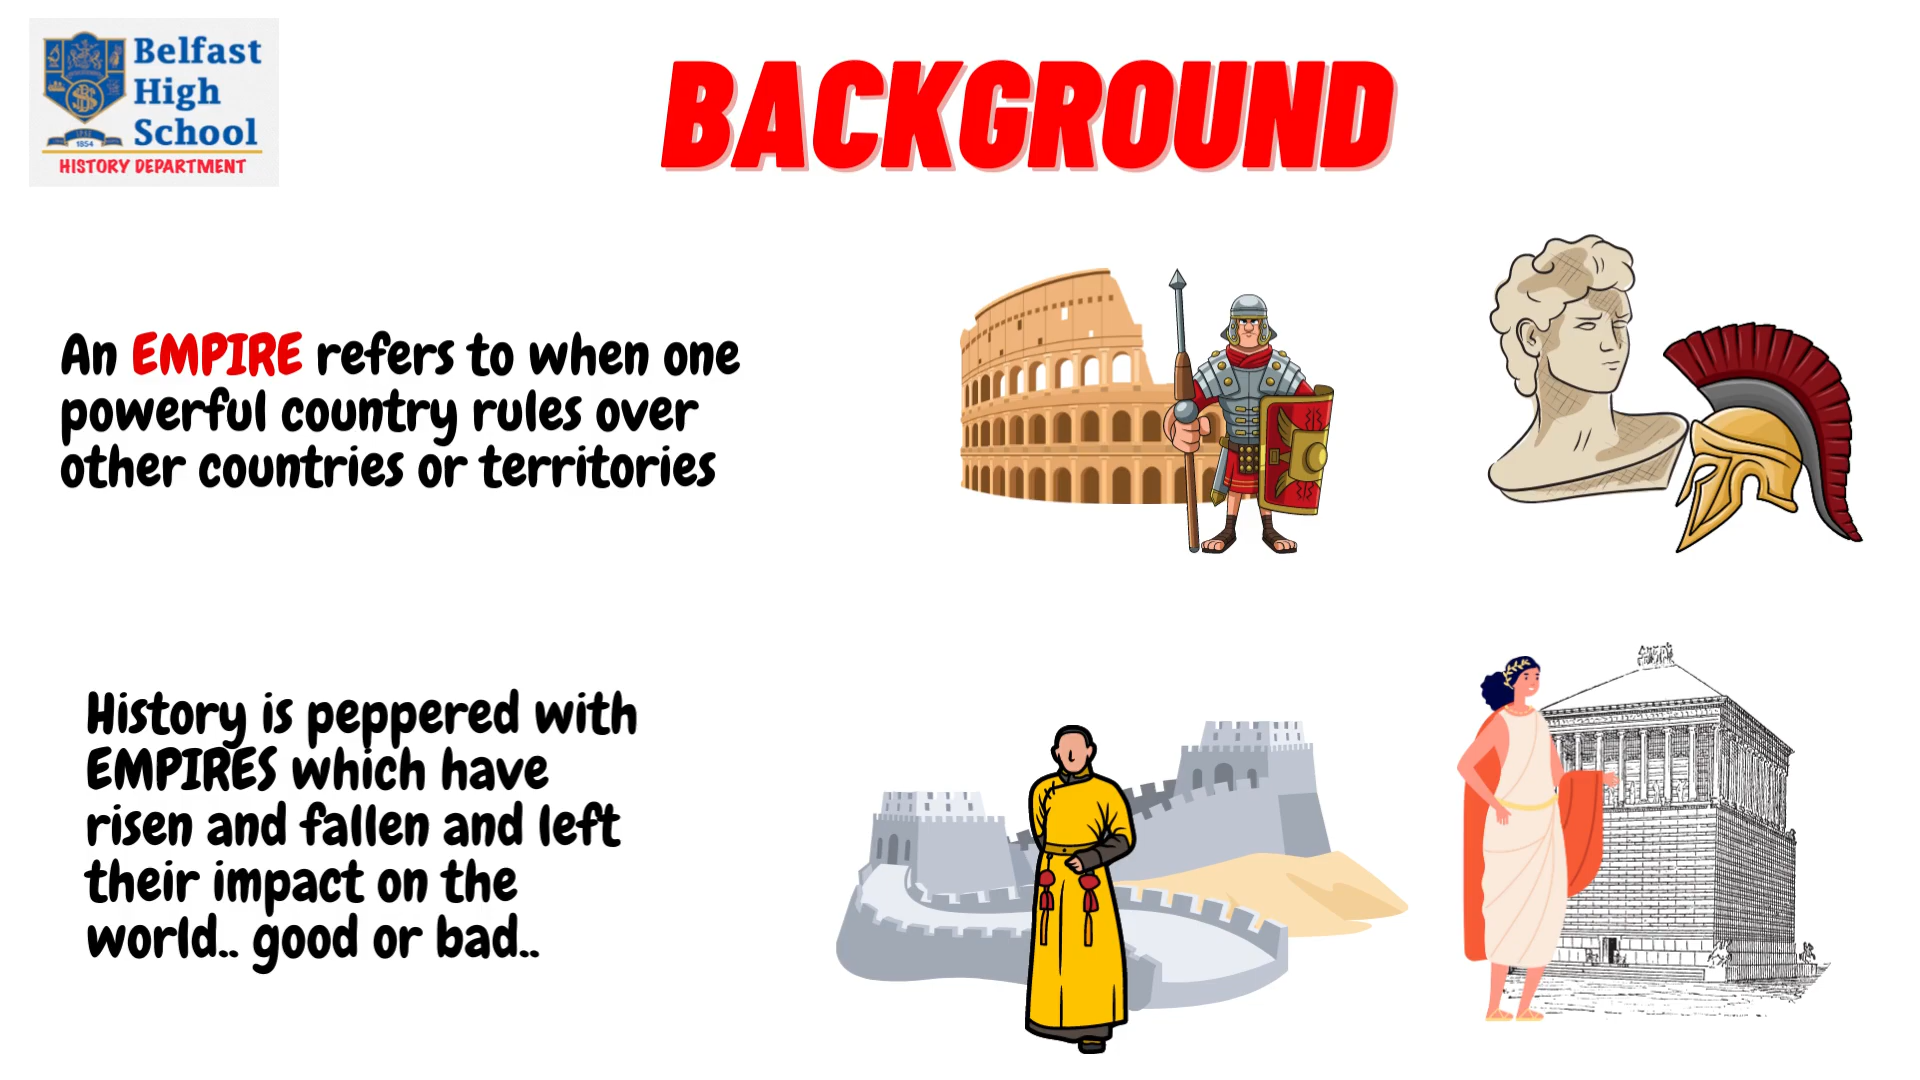 Belfast
High
School
1854
HISTORY DEPARTMENT
BACKGROUND
An EMPIRE refers to when one
powerful country rules over
other countries or territories
History is peppered with
EMPIRES which have
risen and fallen and left
their impact on the
world.. good or bad..